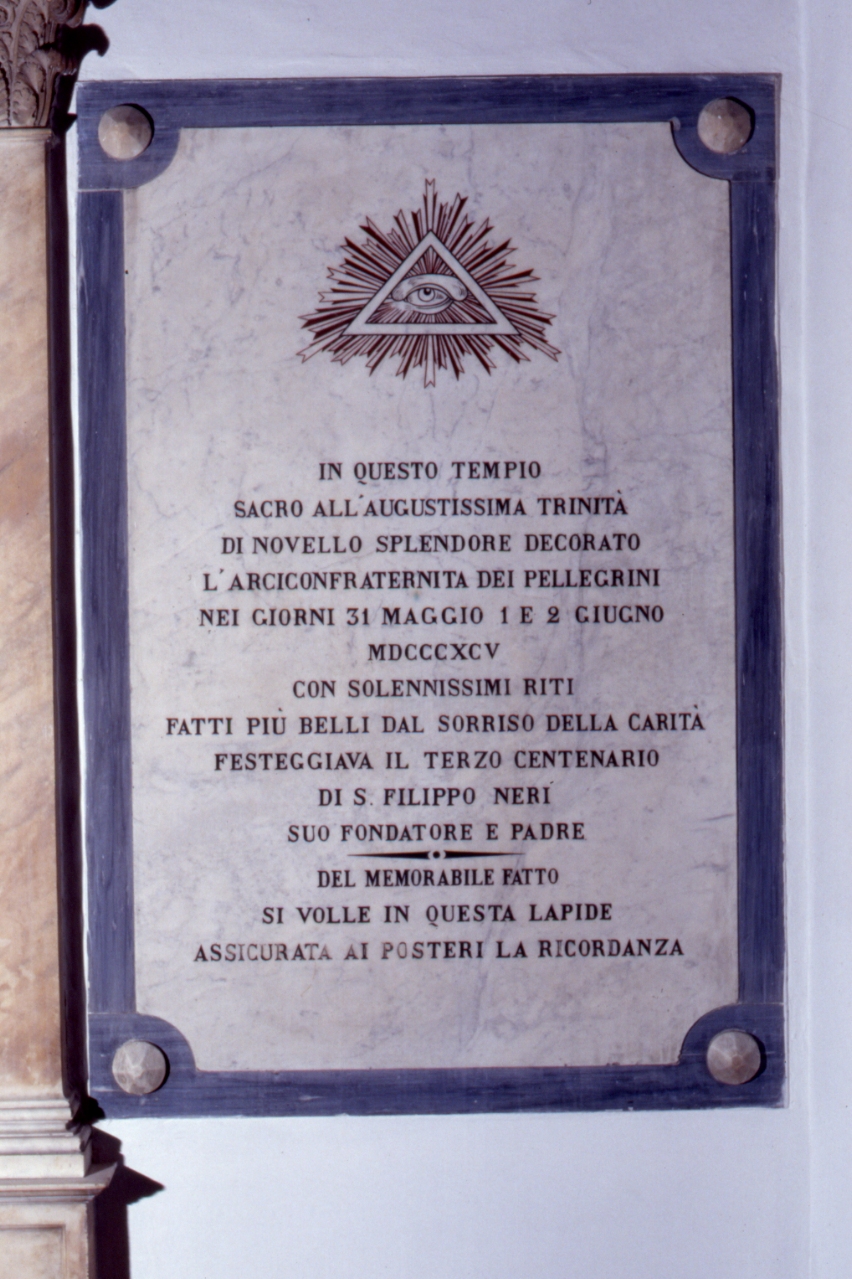 IN QUESTO TEMPIO
SACRO ALL'AUGUSTISSIMA TRINITÀ
DI NOVELLO SPLENDORE DECORATO
L'ARCICONFRATERNITA DEI PELLEGRINI
NEI GIORNI 31 MAGGIO 1 E 2 GIUGNO
MDCCCXCV
CON SOLENNISSIMI RITI
FATTI PIÙ BELLI DAL SORRISO DELLA CARITÀ
FESTEGGIAVA IL TERZO CENTENARIO
DI S. FILIPPO NERI
SUO FONDATORE E PADRE
DEL MEMORABILE FATTO
SI VOLLE IN QUESTA LAPIDE
ASSICURATA AI POSTERI LA RICORDANZA